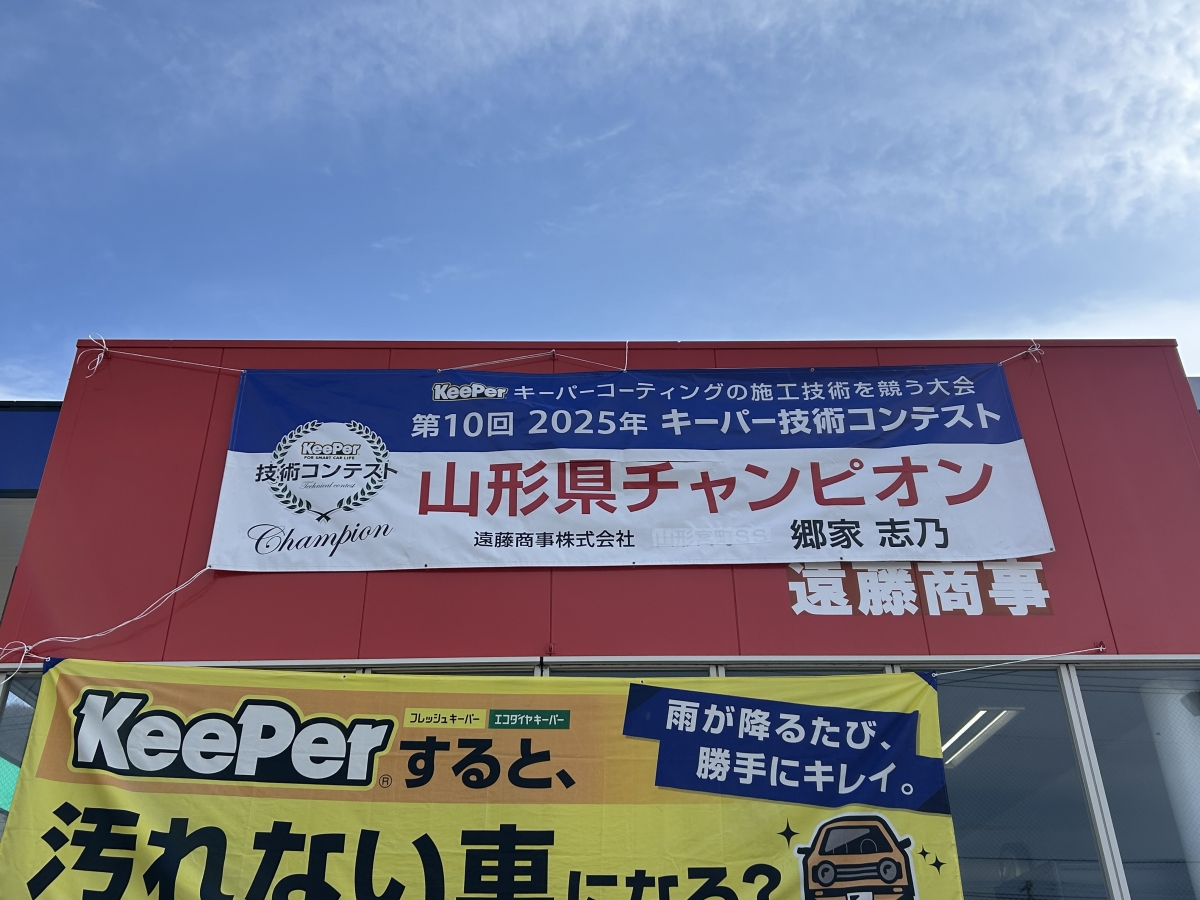 KeePer キーパーコーティングの施工技術を競う大会
第10回 2025年 キーパー技術コンテスト
KeePer
FOR SMART CAR LIFE
技術コンテスト
Technical contest
Champion
山形県チャンピオン
遠藤商事株式会社 郷家 志乃
遠藤商事
KeePer® すると、
フレッシュキーパー エコダイヤキーパー
雨が降るたび、
勝手にキレイ。
汚れない車になる?